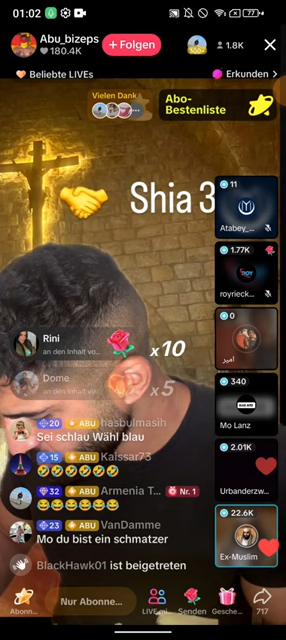 01:02
77
Abu_bizeps
180.4K
+ Folgen
1.8K
Beliebte LIVEs
Erkunden
Vielen Dank
Abo-
Bestenliste
Shia 3
11
Atabey_...
1.77K
ROY
royrieck...
0
امير
340
Mo Lanz
2.01K
Urbanderzw...
22.6K
Ex-Muslim
Rini
an den Inhalt vo...
x10
Dome
an den Inhalt vo...
x5
20 ABU hasbulmasih
Sei schlau Wähl blau
15 ABU Kaissar73
🤣🤣🤣🤣🤣🤣
32 ABU Armenia T... Nr. 1
😂😂😂😂😂😂
23 ABU VanDamme
Mo du bist ein schmatzer
BlackHawk01 ist beigetreten
Abonn...
Nur Abonne...
LIVE-
Senden
Gesche...
717